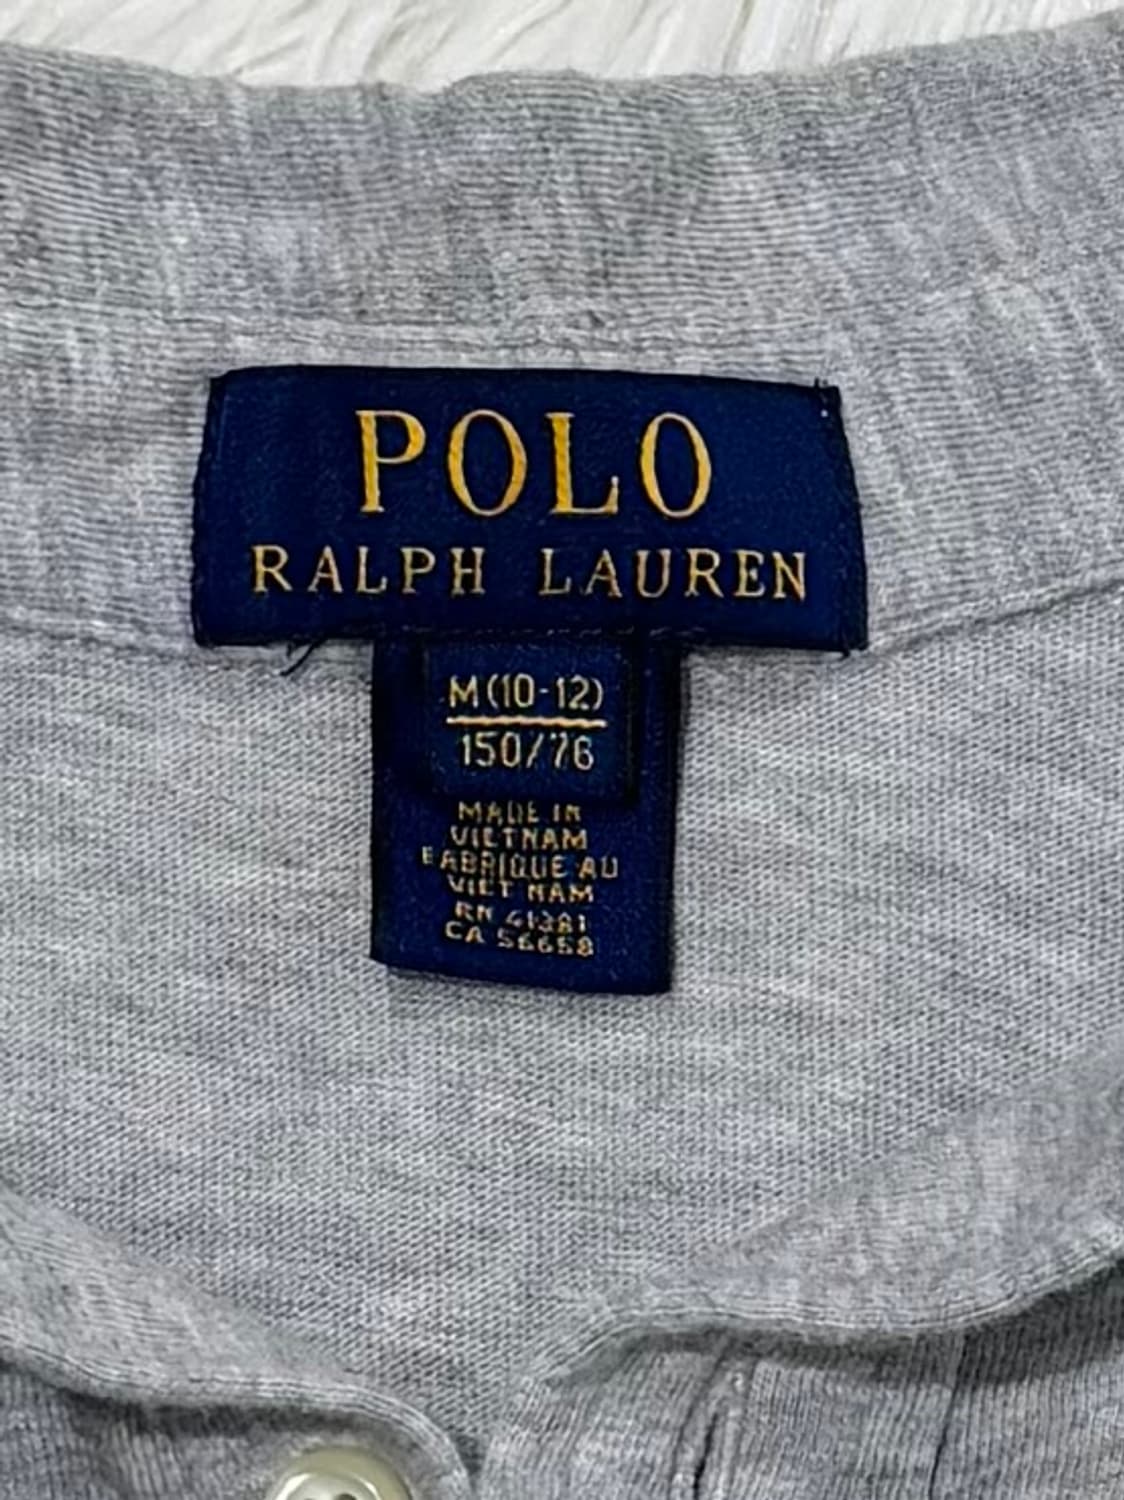 POLO
RALPH LAUREN
M (10-12)
150/76
MADE IN
VIETNAM
FABRIQUE AU
VIET NAM
RN 41381
CA 56658